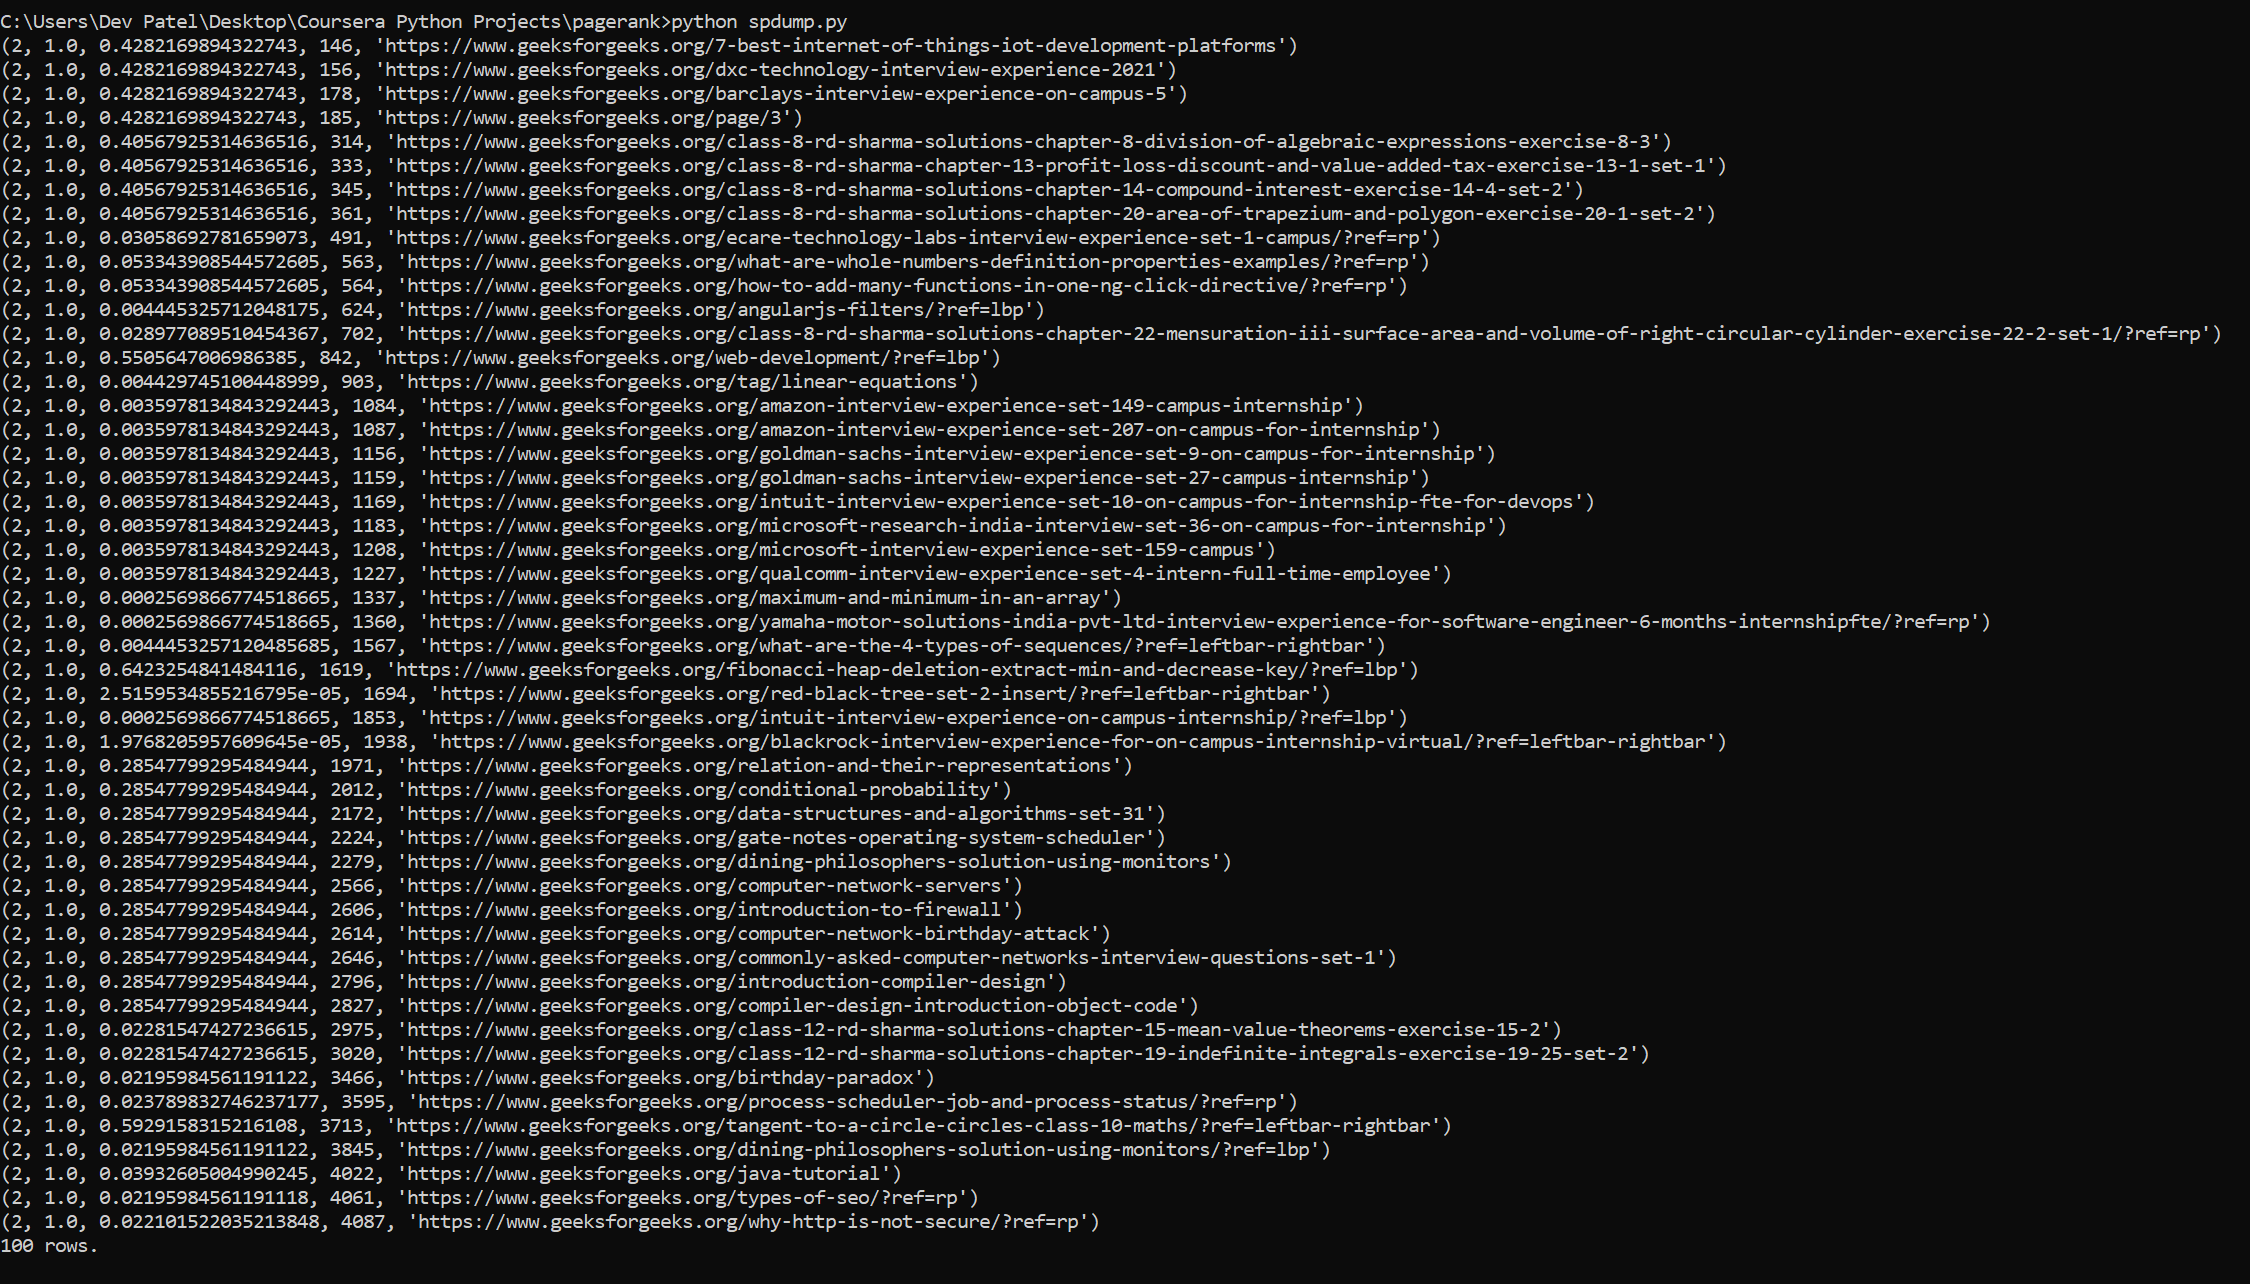 C:\Users\Dev Patel\Desktop\Coursera Python Projects\pagerank>python spdump.py
(2, 1.0, 0.4282169894322743, 146, 'https://www.geeksforgeeks.org/7-best-internet-of-things-iot-development-platforms')
(2, 1.0, 0.4282169894322743, 156, 'https://www.geeksforgeeks.org/dxc-technology-interview-experience-2021')
(2, 1.0, 0.4282169894322743, 178, 'https://www.geeksforgeeks.org/barclays-interview-experience-on-campus-5')
(2, 1.0, 0.4282169894322743, 185, 'https://www.geeksforgeeks.org/page/3')
(2, 1.0, 0.40567925314636516, 314, 'https://www.geeksforgeeks.org/class-8-rd-sharma-solutions-chapter-8-division-of-algebraic-expressions-exercise-8-3')
(2, 1.0, 0.40567925314636516, 333, 'https://www.geeksforgeeks.org/class-8-rd-sharma-chapter-13-profit-loss-discount-and-value-added-tax-exercise-13-1-set-1')
(2, 1.0, 0.40567925314636516, 345, 'https://www.geeksforgeeks.org/class-8-rd-sharma-solutions-chapter-14-compound-interest-exercise-14-4-set-2')
(2, 1.0, 0.40567925314636516, 361, 'https://www.geeksforgeeks.org/class-8-rd-sharma-solutions-chapter-20-area-of-trapezium-and-polygon-exercise-20-1-set-2')
(2, 1.0, 0.03058692781659073, 491, 'https://www.geeksforgeeks.org/ecare-technology-labs-interview-experience-set-1-campus/?ref=rp')
(2, 1.0, 0.053343908544572605, 563, 'https://www.geeksforgeeks.org/what-are-whole-numbers-definition-properties-examples/?ref=rp')
(2, 1.0, 0.053343908544572605, 564, 'https://www.geeksforgeeks.org/how-to-add-many-functions-in-one-ng-click-directive/?ref=rp')
(2, 1.0, 0.004445325712048175, 624, 'https://www.geeksforgeeks.org/angularjs-filters/?ref=lbp')
(2, 1.0, 0.028977089510454367, 702, 'https://www.geeksforgeeks.org/class-8-rd-sharma-solutions-chapter-22-mensuration-iii-surface-area-and-volume-of-right-circular-cylinder-exercise-22-2-set-1/?ref=rp')
(2, 1.0, 0.5505647006986385, 842, 'https://www.geeksforgeeks.org/web-development/?ref=lbp')
(2, 1.0, 0.004429745100448999, 903, 'https://www.geeksforgeeks.org/tag/linear-equations')
(2, 1.0, 0.0035978134843292443, 1084, 'https://www.geeksforgeeks.org/amazon-interview-experience-set-149-campus-internship')
(2, 1.0, 0.0035978134843292443, 1087, 'https://www.geeksforgeeks.org/amazon-interview-experience-set-207-on-campus-for-internship')
(2, 1.0, 0.0035978134843292443, 1156, 'https://www.geeksforgeeks.org/goldman-sachs-interview-experience-set-9-on-campus-for-internship')
(2, 1.0, 0.0035978134843292443, 1159, 'https://www.geeksforgeeks.org/goldman-sachs-interview-experience-set-27-campus-internship')
(2, 1.0, 0.0035978134843292443, 1169, 'https://www.geeksforgeeks.org/intuit-interview-experience-set-10-on-campus-for-internship-fte-for-devops')
(2, 1.0, 0.0035978134843292443, 1183, 'https://www.geeksforgeeks.org/microsoft-research-india-interview-set-36-on-campus-for-internship')
(2, 1.0, 0.0035978134843292443, 1208, 'https://www.geeksforgeeks.org/microsoft-interview-experience-set-159-campus')
(2, 1.0, 0.0035978134843292443, 1227, 'https://www.geeksforgeeks.org/qualcomm-interview-experience-set-4-intern-full-time-employee')
(2, 1.0, 0.0002569866774518665, 1337, 'https://www.geeksforgeeks.org/maximum-and-minimum-in-an-array')
(2, 1.0, 0.0002569866774518665, 1360, 'https://www.geeksforgeeks.org/yamaha-motor-solutions-india-pvt-ltd-interview-experience-for-software-engineer-6-months-internshipfte/?ref=rp')
(2, 1.0, 0.0044453257120485685, 1567, 'https://www.geeksforgeeks.org/what-are-the-4-types-of-sequences/?ref=leftbar-rightbar')
(2, 1.0, 0.6423254841484116, 1619, 'https://www.geeksforgeeks.org/fibonacci-heap-deletion-extract-min-and-decrease-key/?ref=lbp')
(2, 1.0, 2.5159534855216795e-05, 1694, 'https://www.geeksforgeeks.org/red-black-tree-set-2-insert/?ref=leftbar-rightbar')
(2, 1.0, 0.0002569866774518665, 1853, 'https://www.geeksforgeeks.org/intuit-interview-experience-on-campus-internship/?ref=lbp')
(2, 1.0, 1.9768205957609645e-05, 1938, 'https://www.geeksforgeeks.org/blackrock-interview-experience-for-on-campus-internship-virtual/?ref=leftbar-rightbar')
(2, 1.0, 0.28547799295484944, 1971, 'https://www.geeksforgeeks.org/relation-and-their-representations')
(2, 1.0, 0.28547799295484944, 2012, 'https://www.geeksforgeeks.org/conditional-probability')
(2, 1.0, 0.28547799295484944, 2172, 'https://www.geeksforgeeks.org/data-structures-and-algorithms-set-31')
(2, 1.0, 0.28547799295484944, 2224, 'https://www.geeksforgeeks.org/gate-notes-operating-system-scheduler')
(2, 1.0, 0.28547799295484944, 2279, 'https://www.geeksforgeeks.org/dining-philosophers-solution-using-monitors')
(2, 1.0, 0.28547799295484944, 2566, 'https://www.geeksforgeeks.org/computer-network-servers')
(2, 1.0, 0.28547799295484944, 2606, 'https://www.geeksforgeeks.org/introduction-to-firewall')
(2, 1.0, 0.28547799295484944, 2614, 'https://www.geeksforgeeks.org/computer-network-birthday-attack')
(2, 1.0, 0.28547799295484944, 2646, 'https://www.geeksforgeeks.org/commonly-asked-computer-networks-interview-questions-set-1')
(2, 1.0, 0.28547799295484944, 2796, 'https://www.geeksforgeeks.org/introduction-compiler-design')
(2, 1.0, 0.28547799295484944, 2827, 'https://www.geeksforgeeks.org/compiler-design-introduction-object-code')
(2, 1.0, 0.02281547427236615, 2975, 'https://www.geeksforgeeks.org/class-12-rd-sharma-solutions-chapter-15-mean-value-theorems-exercise-15-2')
(2, 1.0, 0.02281547427236615, 3020, 'https://www.geeksforgeeks.org/class-12-rd-sharma-solutions-chapter-19-indefinite-integrals-exercise-19-25-set-2')
(2, 1.0, 0.02195984561191122, 3466, 'https://www.geeksforgeeks.org/birthday-paradox')
(2, 1.0, 0.023789832746237177, 3595, 'https://www.geeksforgeeks.org/process-scheduler-job-and-process-status/?ref=rp')
(2, 1.0, 0.5929158315216108, 3713, 'https://www.geeksforgeeks.org/tangent-to-a-circle-circles-class-10-maths/?ref=leftbar-rightbar')
(2, 1.0, 0.02195984561191122, 3845, 'https://www.geeksforgeeks.org/dining-philosophers-solution-using-monitors/?ref=lbp')
(2, 1.0, 0.03932605004990245, 4022, 'https://www.geeksforgeeks.org/java-tutorial')
(2, 1.0, 0.02195984561191118, 4061, 'https://www.geeksforgeeks.org/types-of-seo/?ref=rp')
(2, 1.0, 0.022101522035213848, 4087, 'https://www.geeksforgeeks.org/why-http-is-not-secure/?ref=rp')
100 rows.